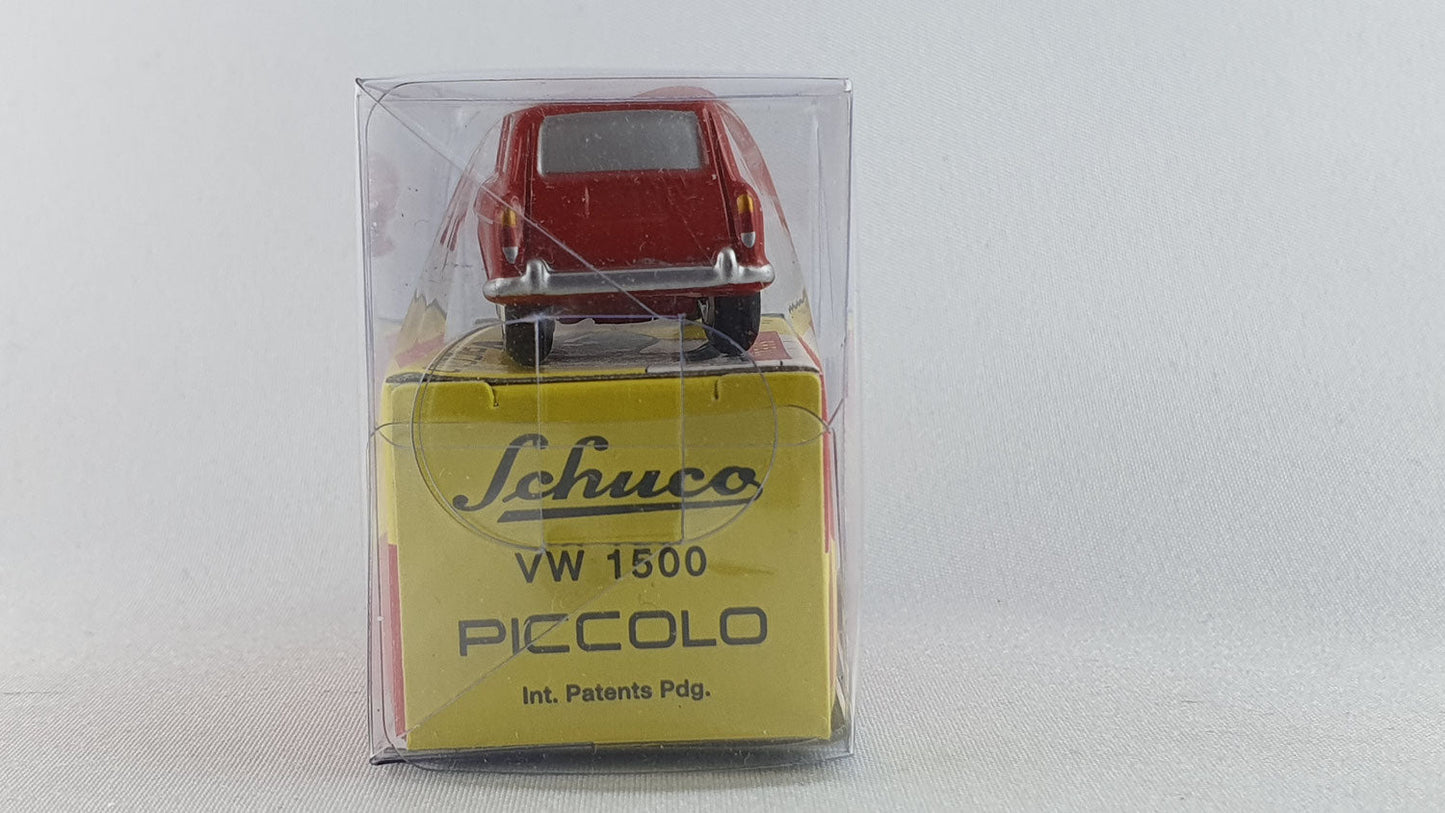 Schuco
VW 1500
PICCOLO
Int. Patents Pdg.